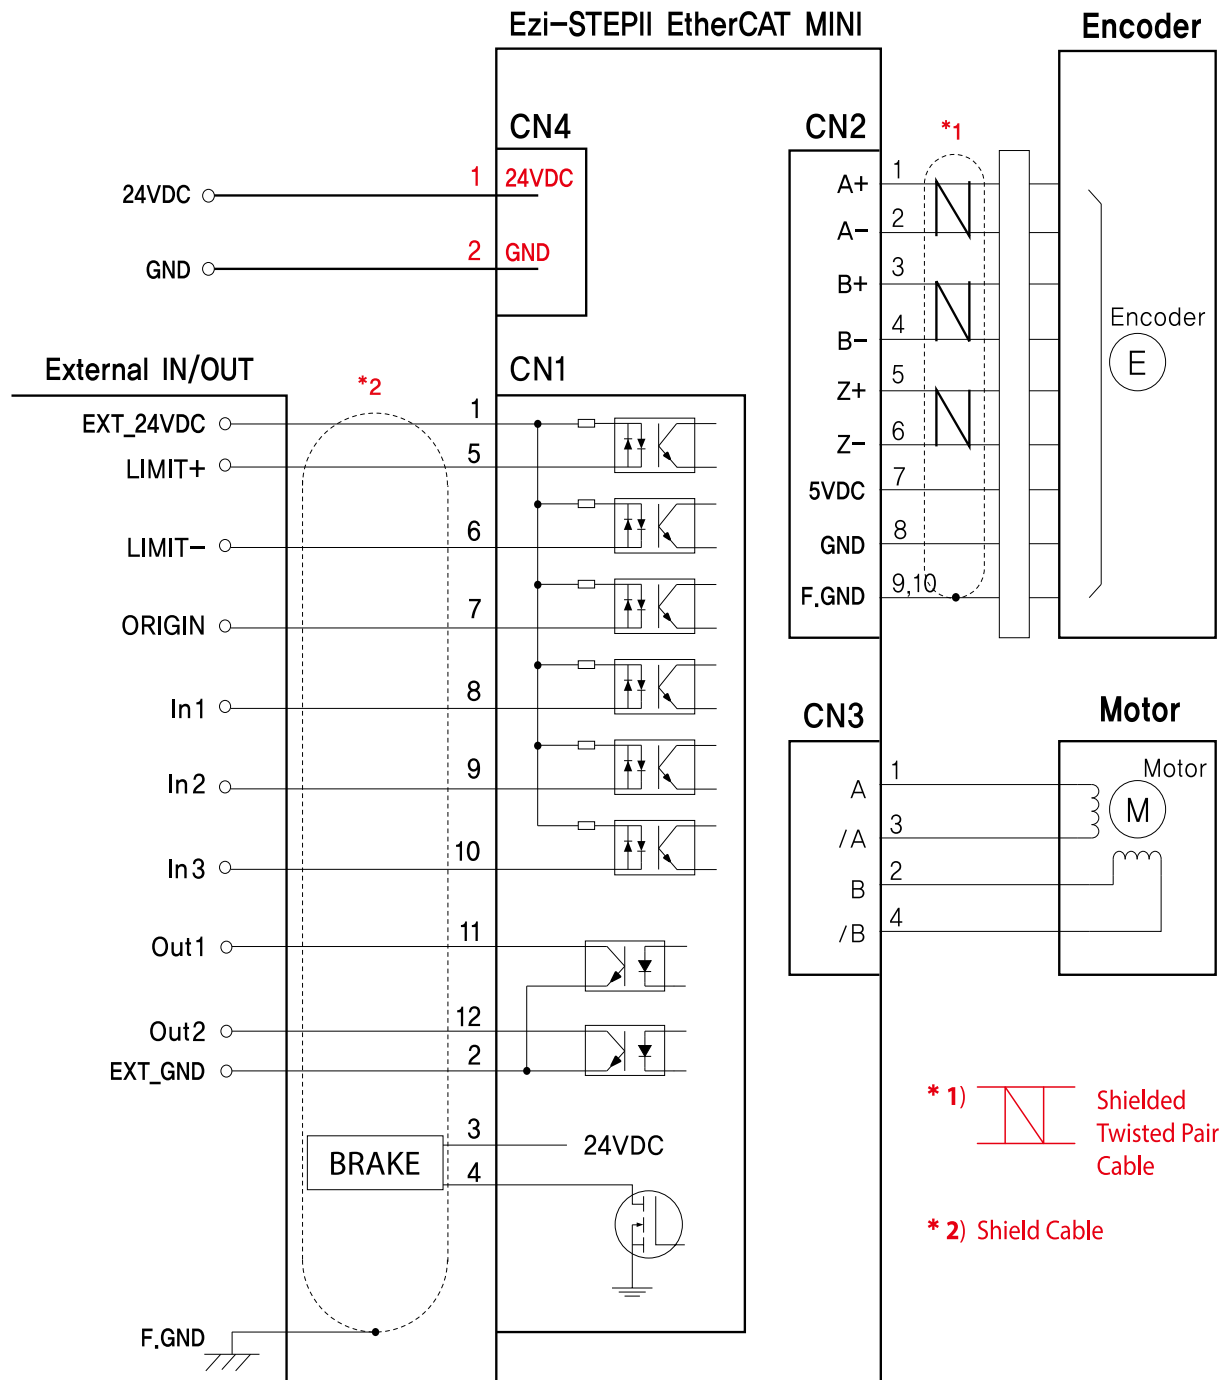 Ezi-STEPII EtherCAT MINI
Encoder
CN4
1 24VDC
24VDC
2 GND
GND
CN2
*1
A+ 1
A- 2
B+ 3
B- 4
Z+ 5
Z- 6
5VDC 7
GND 8
F.GND 9,10
Encoder
E
External IN/OUT
*2
CN1
EXT_24VDC 1
LIMIT+ 5
LIMIT- 6
ORIGIN 7
In1 8
In2 9
In3 10
Out1 11
Out2 12
EXT_GND 2
BRAKE
3 24VDC
4
F.GND
CN3
Motor
A 1
/A 3
B 2
/B 4
Motor
M
* 1) Shielded
Twisted Pair
Cable
* 2) Shield Cable